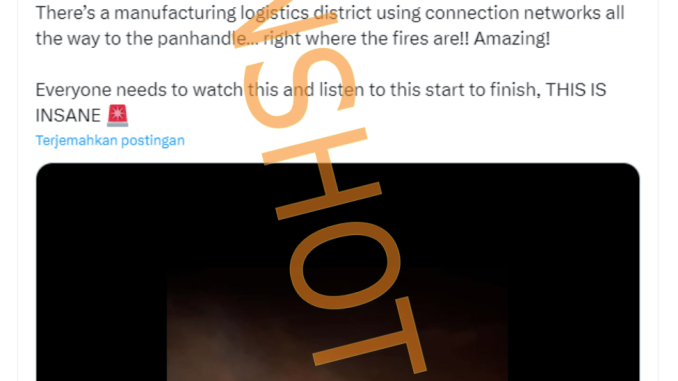 There's a manufacturing logistics district using connection networks all
the way to the panhandle... right where the fires are!! Amazing!
Everyone needs to watch this and listen to this start to finish, THIS IS
INSANE 🚨
Terjemahkan postingan
NSHOT